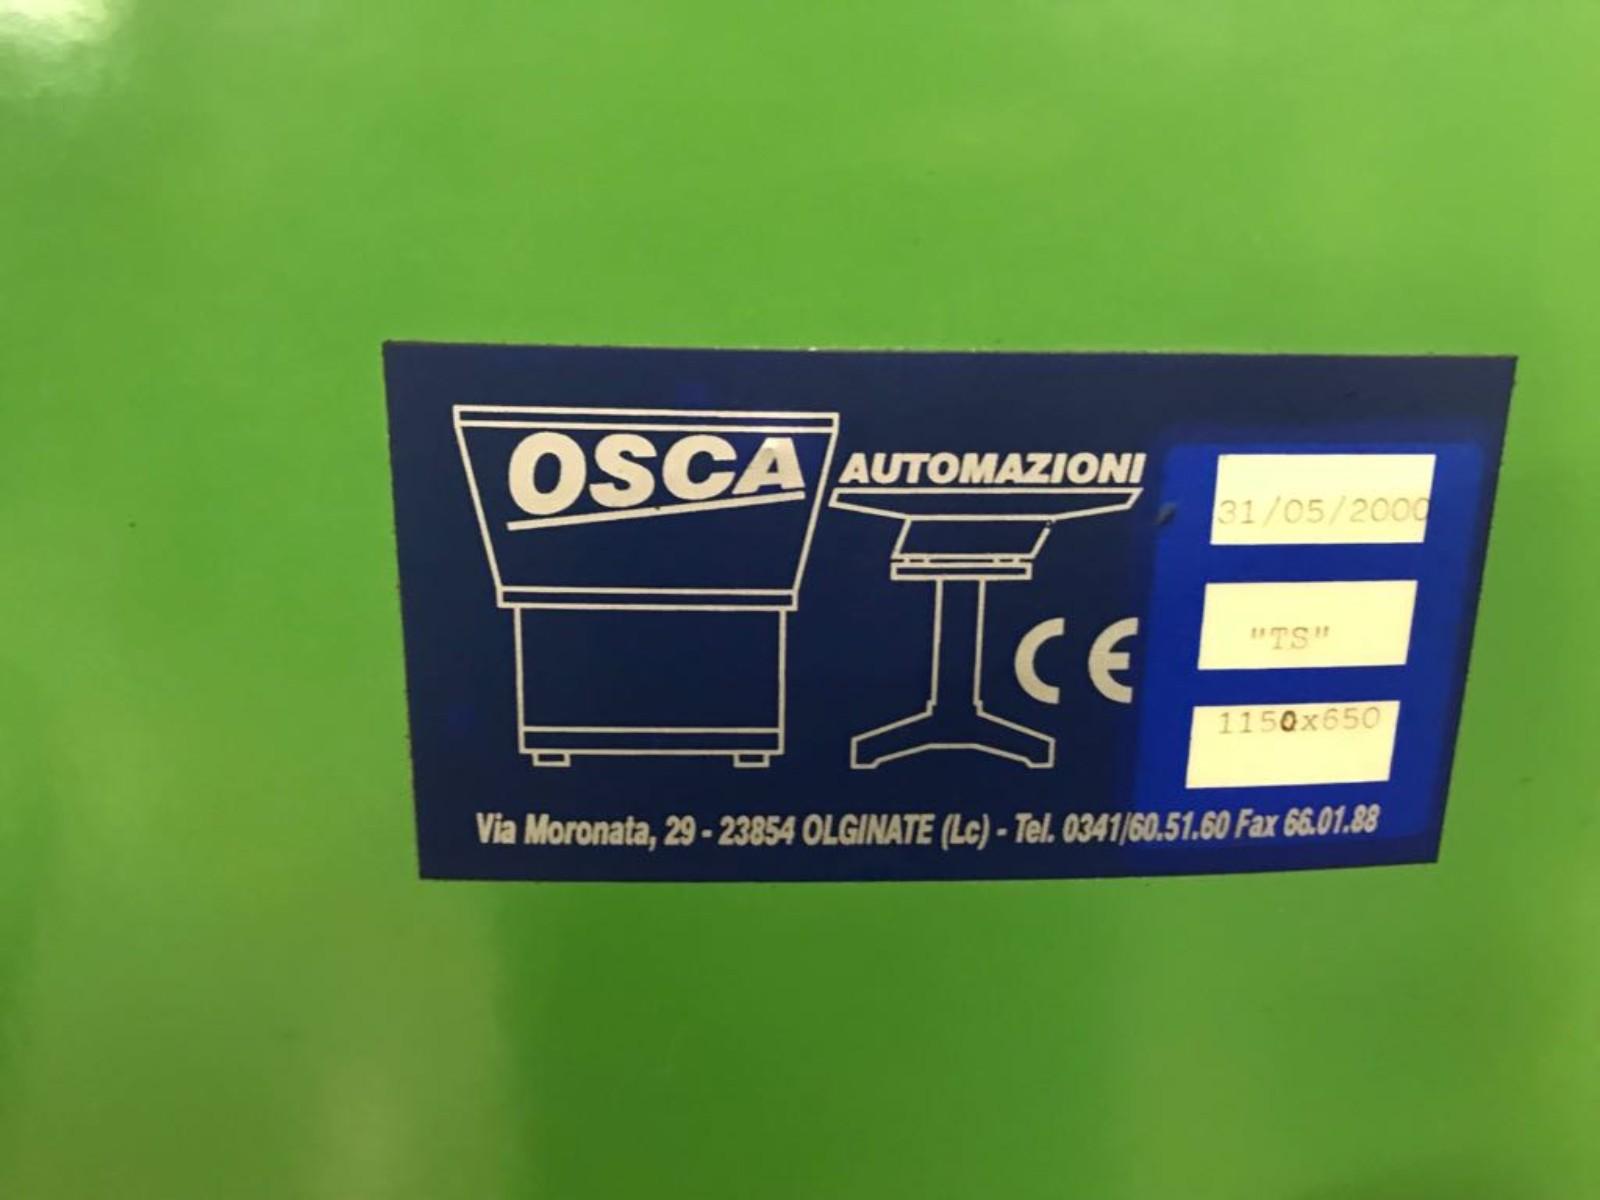 OSCA AUTOMAZIONI
CE
31/05/2000
"TS"
1150x650
Via Moronata, 29 - 23854 OLGINATE (Lc) - Tel. 0341/60.51.60 Fax 66.01.88